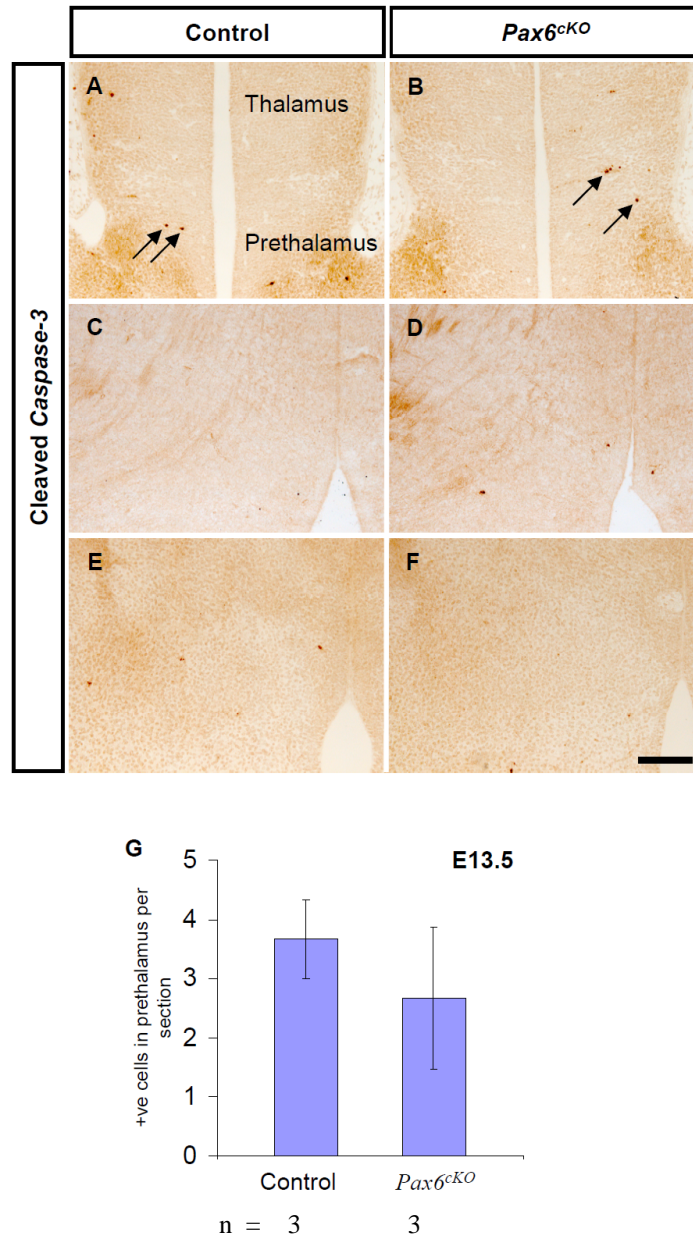 Control
Pax6cKO
Cleaved Caspase-3
A
Thalamus
Prethalamus
B
C
D
E
F
G
E13.5
+ve cells in prethalamus per
section
5
4
3
2
1
0
Control
Pax6cKO
n = 3 3